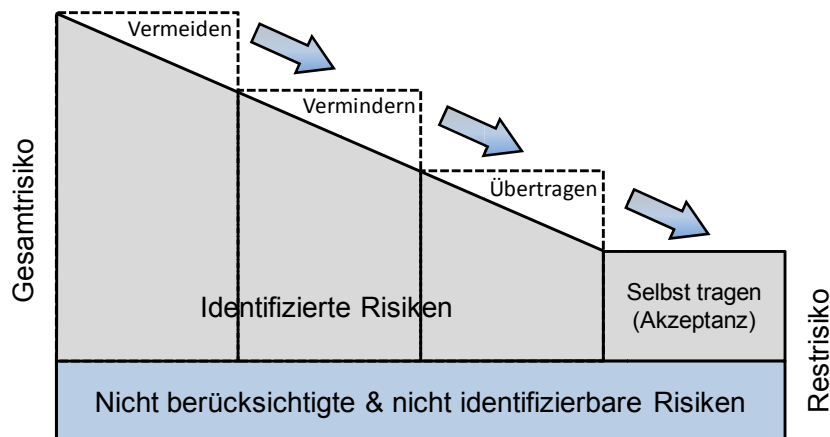 Vermeiden
Vermindern
Übertragen
Gesamtrisiko
Identifizierte Risiken
Selbst tragen
(Akzeptanz)
Restrisiko
Nicht berücksichtigte & nicht identifizierbare Risiken